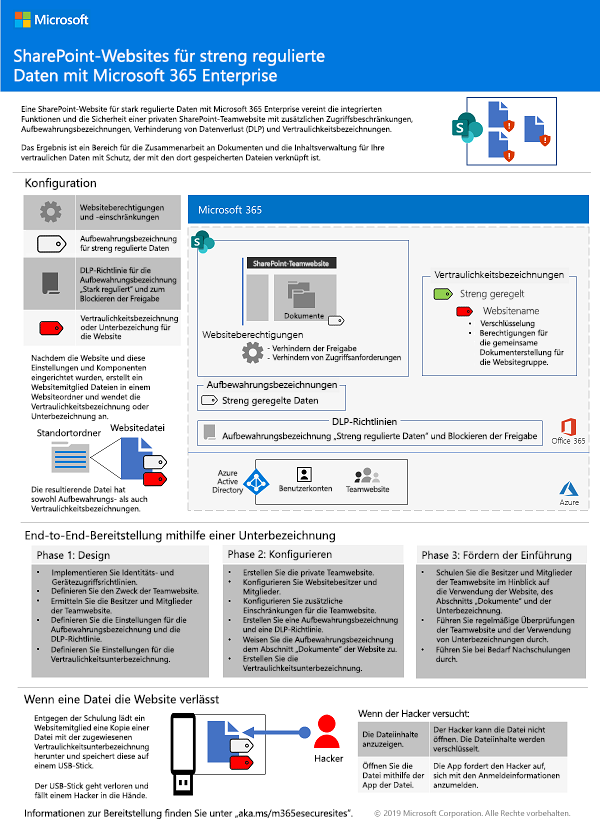 Microsoft
SharePoint-Websites für streng regulierte
Daten mit Microsoft 365 Enterprise
Eine SharePoint-Website für stark regulierte Daten mit Microsoft 365 Enterprise vereint die integrierten
Funktionen und die Sicherheit einer privaten SharePoint-Teamwebsite mit zusätzlichen Zugriffsbeschränkungen,
Aufbewahrungsbezeichnungen, Verhinderung von Datenverlust (DLP) und Vertraulichkeitsbezeichnungen.
Das Ergebnis ist ein Bereich für die Zusammenarbeit an Dokumenten und die Inhaltsverwaltung für Ihre
vertraulichen Daten mit Schutz, der mit den dort gespeicherten Dateien verknüpft ist.
Konfiguration
Websiteberechtigungen
und -einschränkungen
Aufbewahrungsbezeichnung
für streng regulierte Daten
DLP-Richtlinie für die
Aufbewahrungsbezeichnung
„Stark reguliert“ und zum
Blockieren der Freigabe
Vertraulichkeitsbezeichnung
oder Unterbezeichung für
die Website
Nachdem die Website und diese
Einstellungen und Komponenten
eingerichtet wurden, erstellt ein
Websitemitglied Dateien in einem
Websiteordner und wendet die
Vertraulichkeitsbezeichnung oder
Unterbezeichnung an.
Standortordner
Websitedatei
Die resultierende Datei hat
sowohl Aufbewahrungs- als auch
Vertraulichkeitsbezeichnungen.
Microsoft 365
SharePoint-Teamwebsite
Dokumente
Websiteberechtigungen
- Verhindern der Freigabe
- Verhindern von Zugriffsanforderungen
Vertraulichkeitsbezeichnungen
Streng geregelt
Websitename
• Verschlüsselung
• Berechtigungen für
die gemeinsame
Dokumenterstellung für
die Websitegruppe.
Aufbewahrungsbezeichnungen
Streng geregelte Daten
DLP-Richtlinien
Aufbewahrungsbezeichnung „Streng regulierte Daten“ und Blockieren der Freigabe
Office 365
Azure
Active
Directory
Benutzerkonten
Teamwebsite
Azure
End-to-End-Bereitstellung mithilfe einer Unterbezeichnung
Phase 1: Design
• Implementieren Sie Identitäts- und
Gerätezugriffsrichtlinien.
• Definieren Sie den Zweck der Teamwebsite.
• Ermitteln Sie die Besitzer und Mitglieder
der Teamwebsite.
• Definieren Sie die Einstellungen für die
Aufbewahrungsbezeichnung und die
DLP-Richtlinie.
• Definieren Sie Einstellungen für die
Vertraulichkeitsunterbezeichnung.
Phase 2: Konfigurieren
• Erstellen Sie die private Teamwebsite.
• Konfigurieren Sie Websitebesitzer und
Mitglieder.
• Konfigurieren Sie zusätzliche
Einschränkungen für die Teamwebsite.
• Erstellen Sie eine Aufbewahrungsbezeichnung
und eine DLP-Richtlinie.
• Weisen Sie die Aufbewahrungsbezeichnung
dem Abschnitt „Dokumente“ der Website zu.
• Erstellen Sie die
Vertraulichkeitsunterbezeichnung.
Phase 3: Fördern der Einführung
• Schulen Sie die Besitzer und Mitglieder
der Teamwebsite im Hinblick auf
die Verwendung der Website, des
Abschnitts „Dokumente“ und der
Unterbezeichnung.
• Führen Sie regelmäßige Überprüfungen
der Teamwebsite und der Verwendung
von Unterbezeichnungen durch.
• Führen Sie bei Bedarf Nachschulungen
durch.
Wenn eine Datei die Website verlässt
Entgegen der Schulung lädt ein
Websitemitglied eine Kopie einer
Datei mit der zugewiesenen
Vertraulichkeitsunterbezeichnung
herunter und speichert diese auf
einem USB-Stick.
Der USB-Stick geht verloren und
fällt einem Hacker in die Hände.
Hacker
Wenn der Hacker versucht:
Die Dateiinhalte
anzuzeigen.
Der Hacker kann die Datei nicht
öffnen. Die Dateiinhalte werden
verschlüsselt.
Öffnen Sie die
Datei mithilfe der
App der Datei.
Die App fordert den Hacker auf,
sich mit den Anmeldeinformationen
anzumelden.
Informationen zur Bereitstellung finden Sie unter „aka.ms/m365esecuresites“.
© 2019 Microsoft Corporation. Alle Rechte vorbehalten.